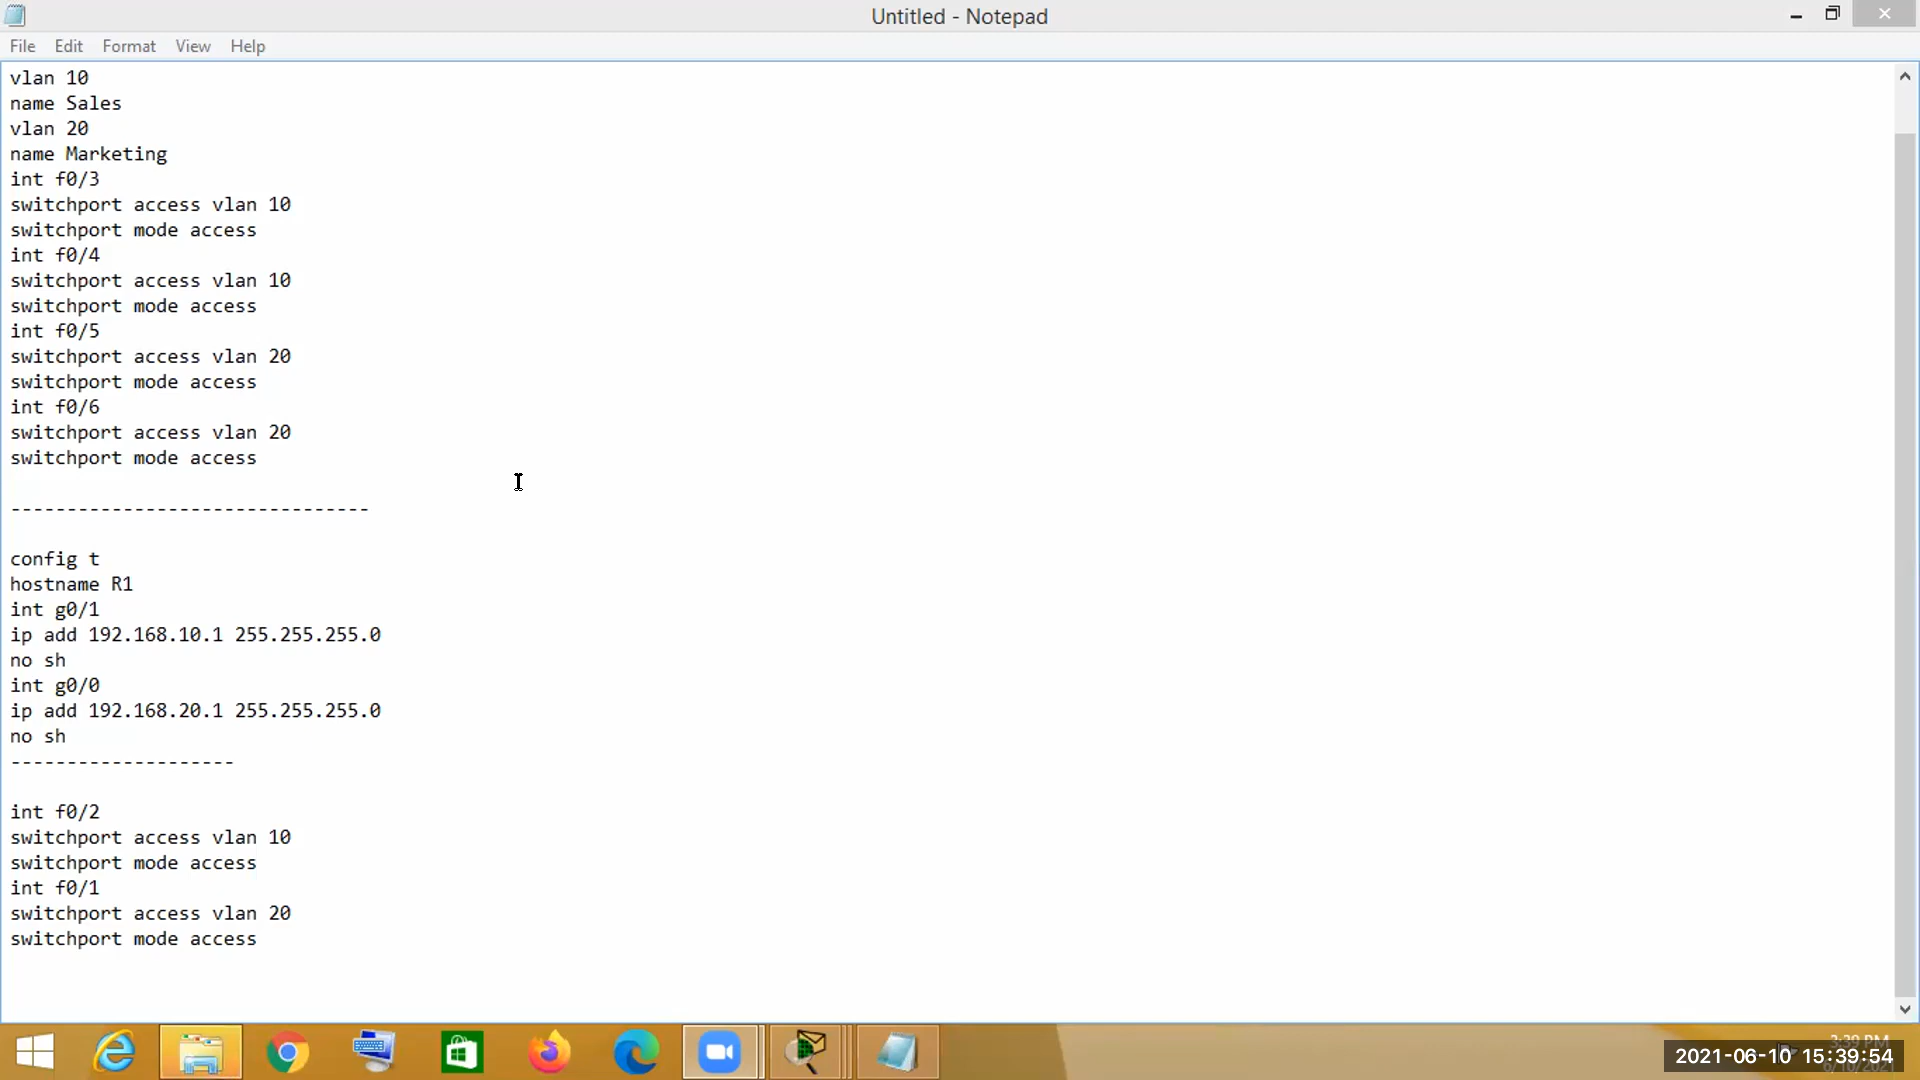 Untitled - Notepad
File Edit Format View Help
vlan 10
name Sales
vlan 20
name Marketing
int f0/3
switchport access vlan 10
switchport mode access
int f0/4
switchport access vlan 10
switchport mode access
int f0/5
switchport access vlan 20
switchport mode access
int f0/6
switchport access vlan 20
switchport mode access
--------------------------------
config t
hostname R1
int g0/1
ip add 192.168.10.1 255.255.255.0
no sh
int g0/0
ip add 192.168.20.1 255.255.255.0
no sh
--------------------
int f0/2
switchport access vlan 10
switchport mode access
int f0/1
switchport access vlan 20
switchport mode access
3:39 PM
2021-06-10 15:39:54